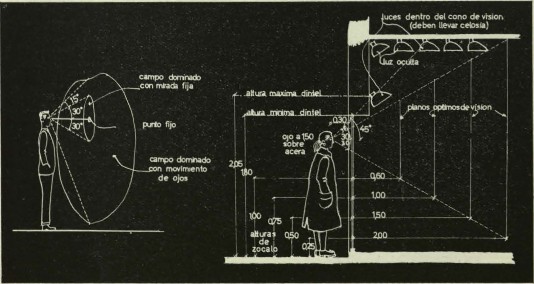 campo dominado
con mirada fija
15°
30°
30°
punto fijo
campo dominado
con movimiento
de ojos
luces dentro del cono de vision
(deben llevar celosia)
luz oculta
altura maxima dintel
altura minima dintel
planos optimos de vision
0,30
45°
30
ojo a 1,50
sobre
acera
2,05
1,80
0,60
1,00
1,00
0,75
1,50
alturas
de
zocalo
0,50
0,25
2,00